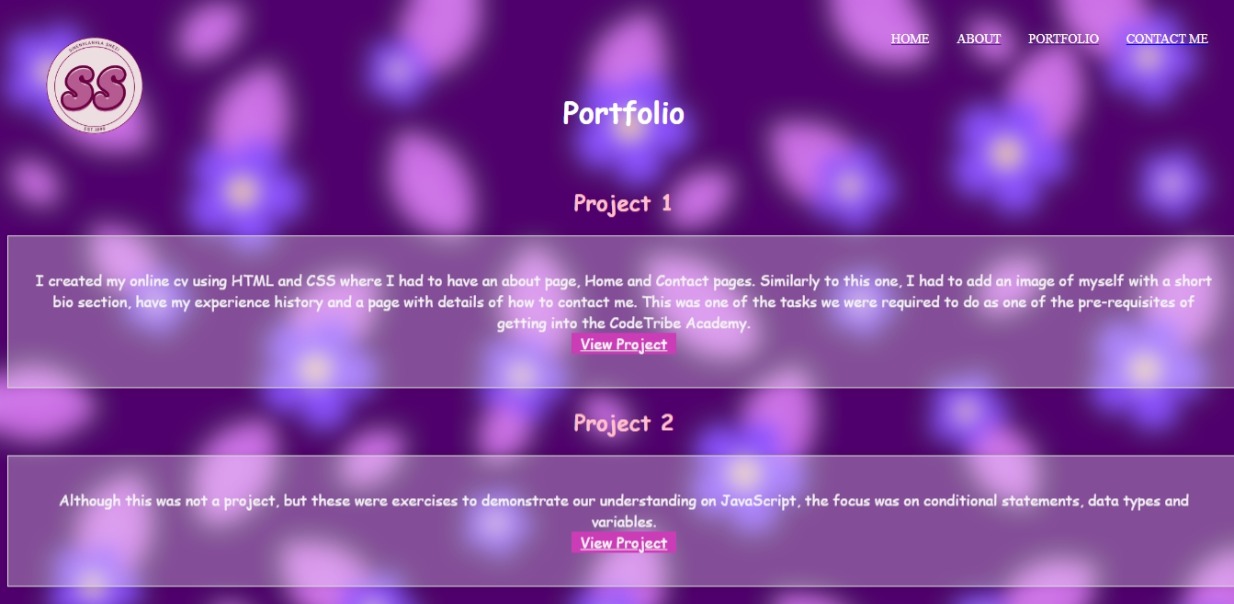 SS
HOME ABOUT PORTFOLIO CONTACT ME
Portfolio
Project 1
I created my online cv using HTML and CSS where I had to have an about page, Home and Contact pages. Similarly to this one, I had to add an image of myself with a short
bio section, have my experience history and a page with details of how to contact me. This was one of the tasks we were required to do as one of the pre-requisites of
getting into the CodeTribe Academy.
View Project
Project 2
Although this was not a project, but these were exercises to demonstrate our understanding on JavaScript, the focus was on conditional statements, data types and
variables.
View Project